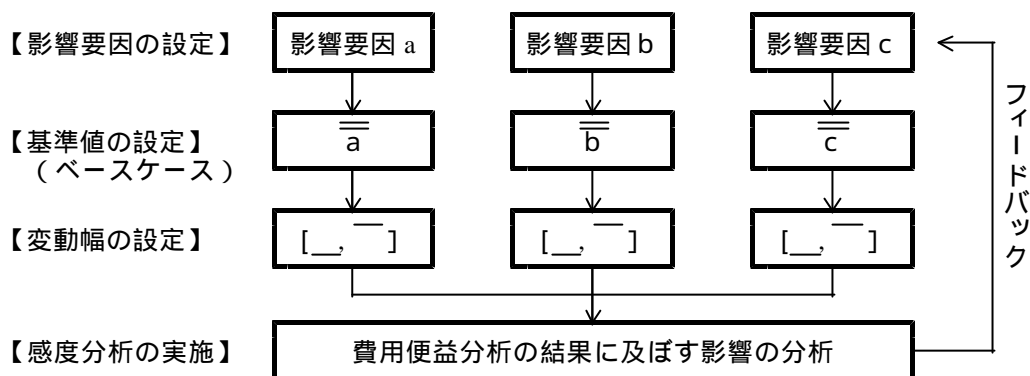 【影響要因の設定】 影響要因 a 影響要因 b 影響要因 c
【基準値の設定】 a b c
（ベースケース）
【変動幅の設定】 [ __, ￣ ] [ __, ￣ ] [ __, ￣ ]
【感度分析の実施】 費用便益分析の結果に及ぼす影響の分析
フィードバック